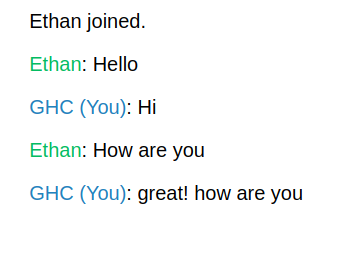 Ethan joined.
Ethan: Hello
GHC (You): Hi
Ethan: How are you
GHC (You): great! how are you